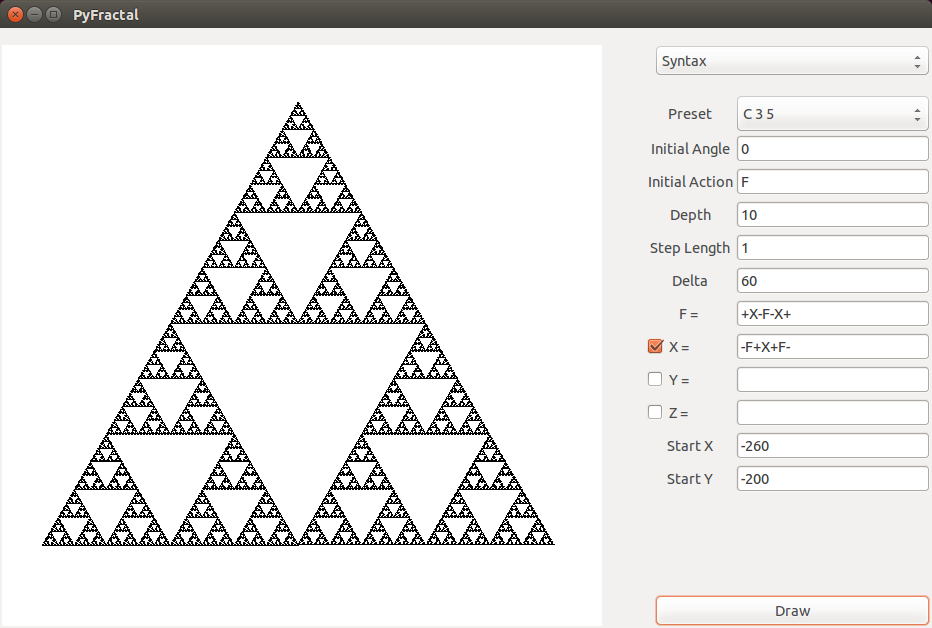 PyFractal
Syntax
Preset C 3 5
Initial Angle 0
Initial Action F
Depth 10
Step Length 1
Delta 60
F = +X-F-X+
X = -F+X+F-
Y =
Z =
Start X -260
Start Y -200
Draw